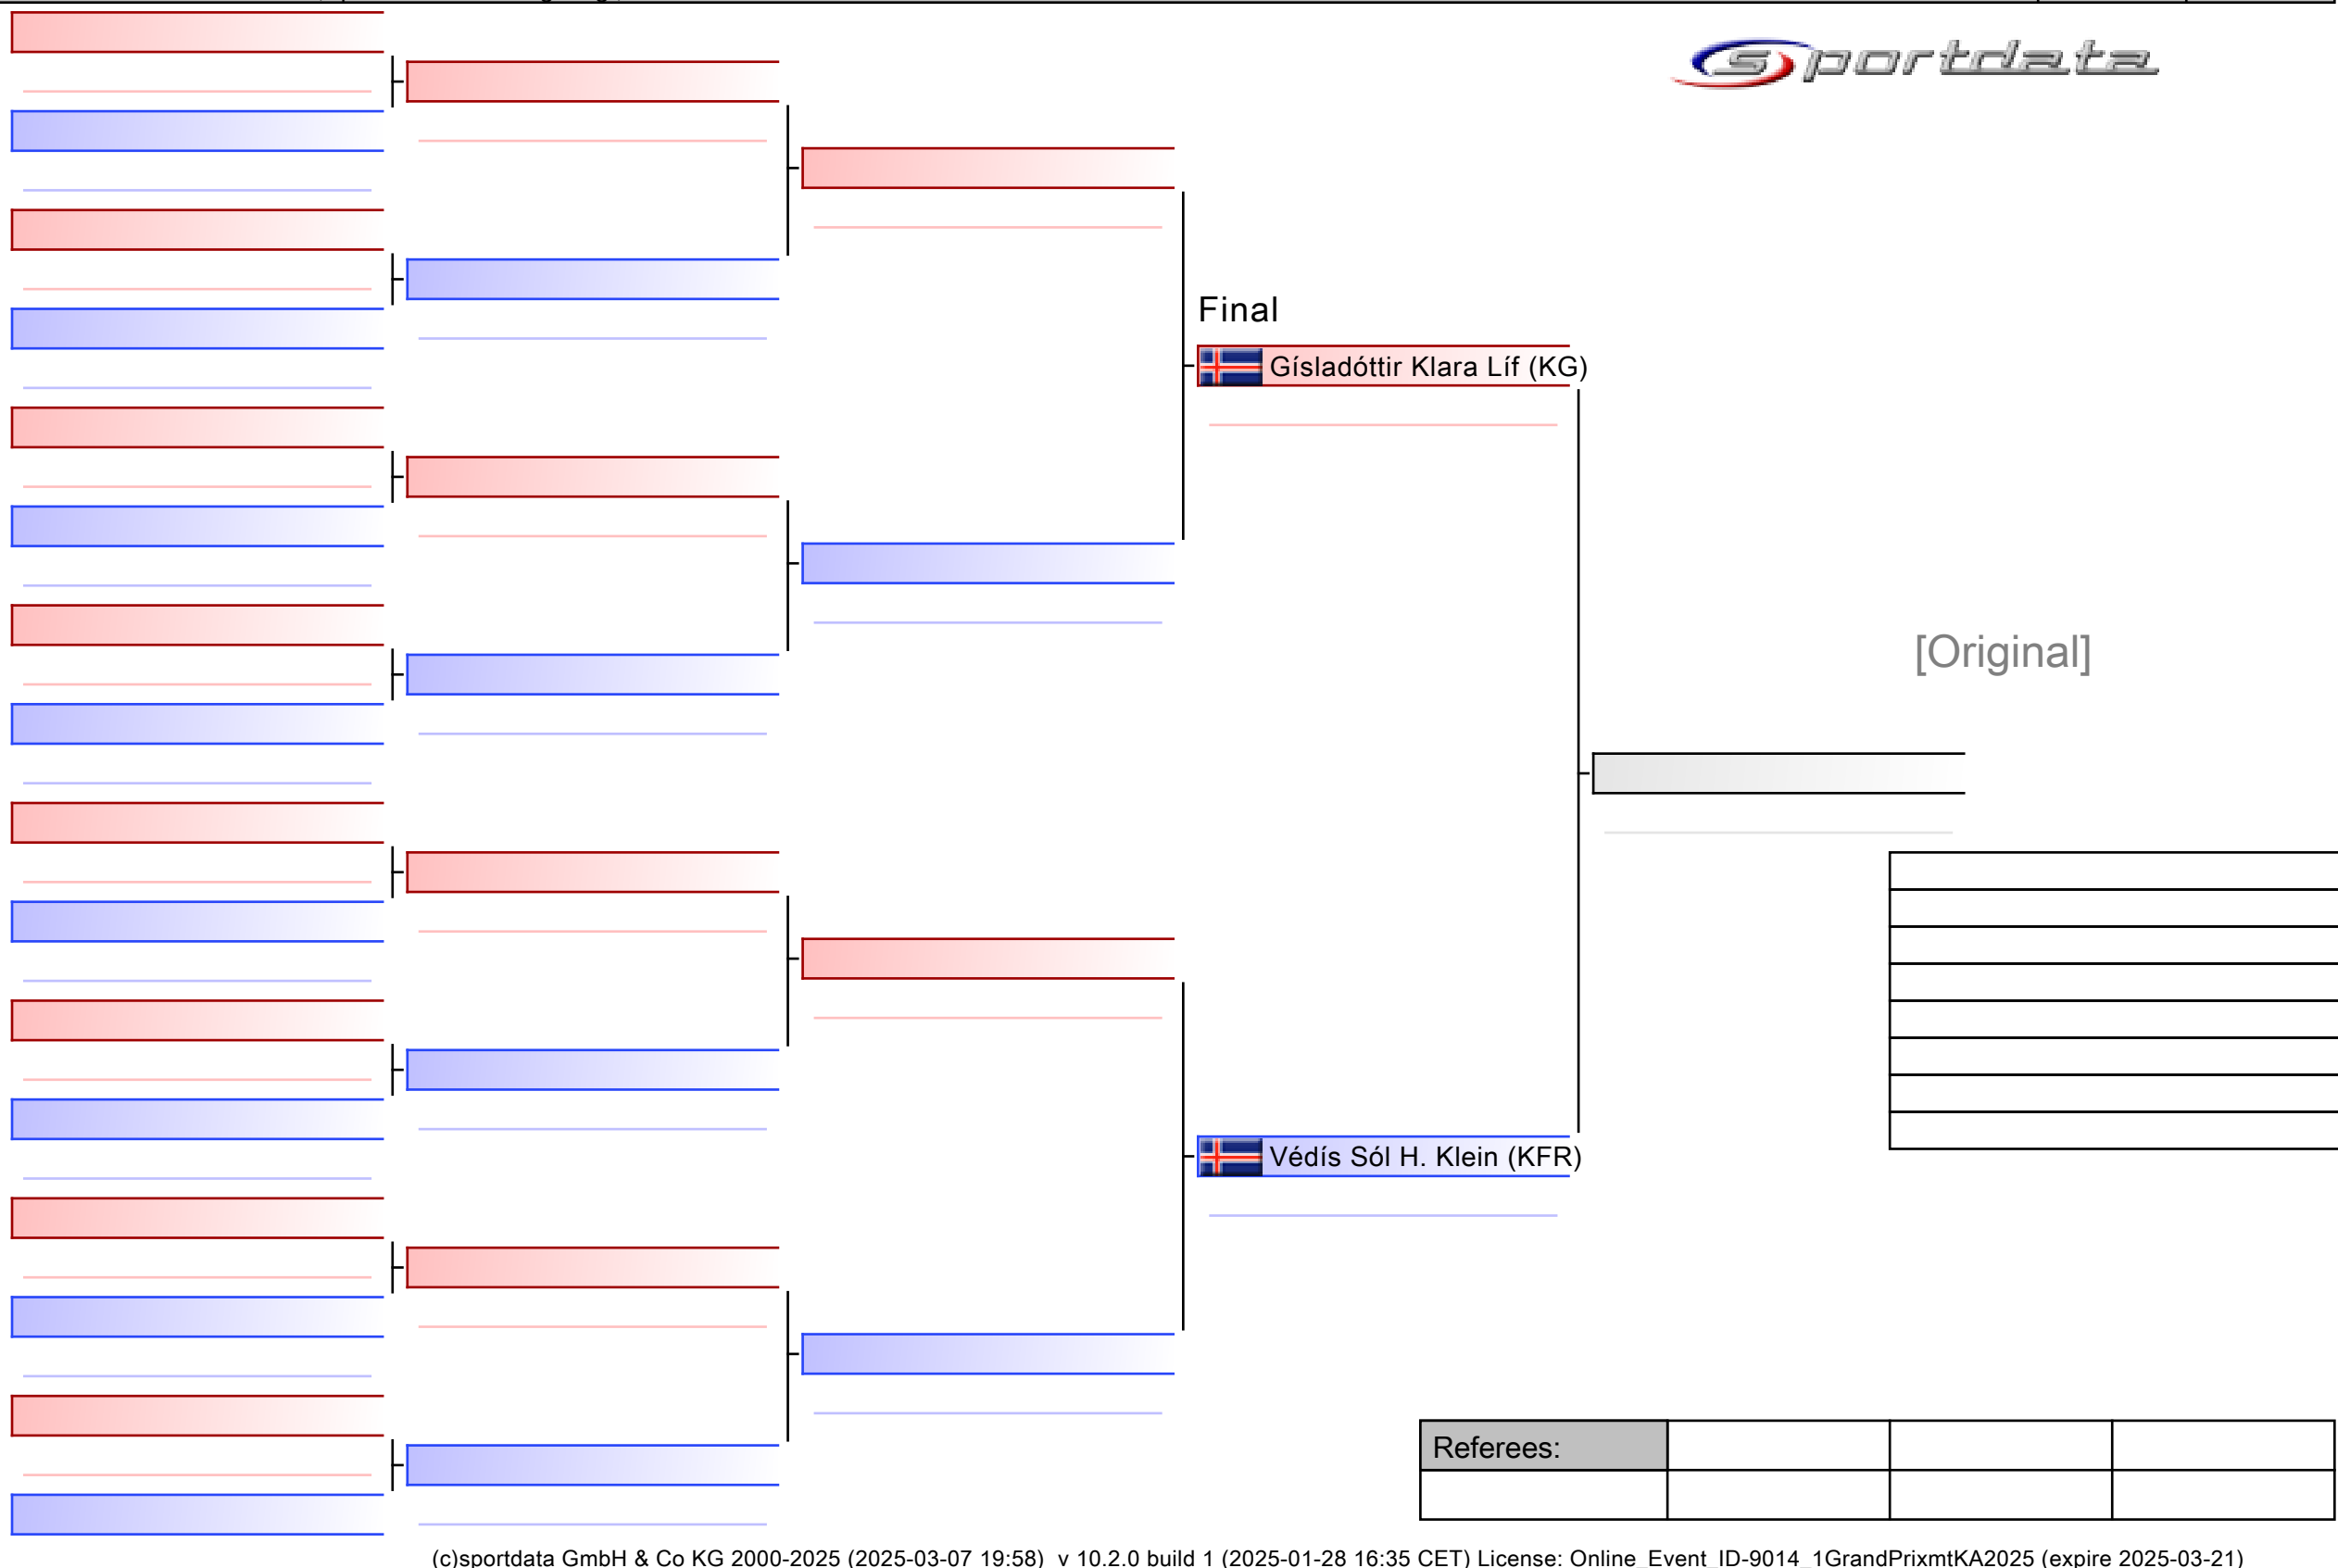 sportdata
Final
Gísladóttir Klara Líf (KG)
[Original]
Védís Sól H. Klein (KFR)
Referees:
(c)sportdata GmbH & Co KG 2000-2025 (2025-03-07 19:58) v 10.2.0 build 1 (2025-01-28 16:35 CET) License: Online_Event_ID-9014_1GrandPrixmtKA2025 (expire 2025-03-21)